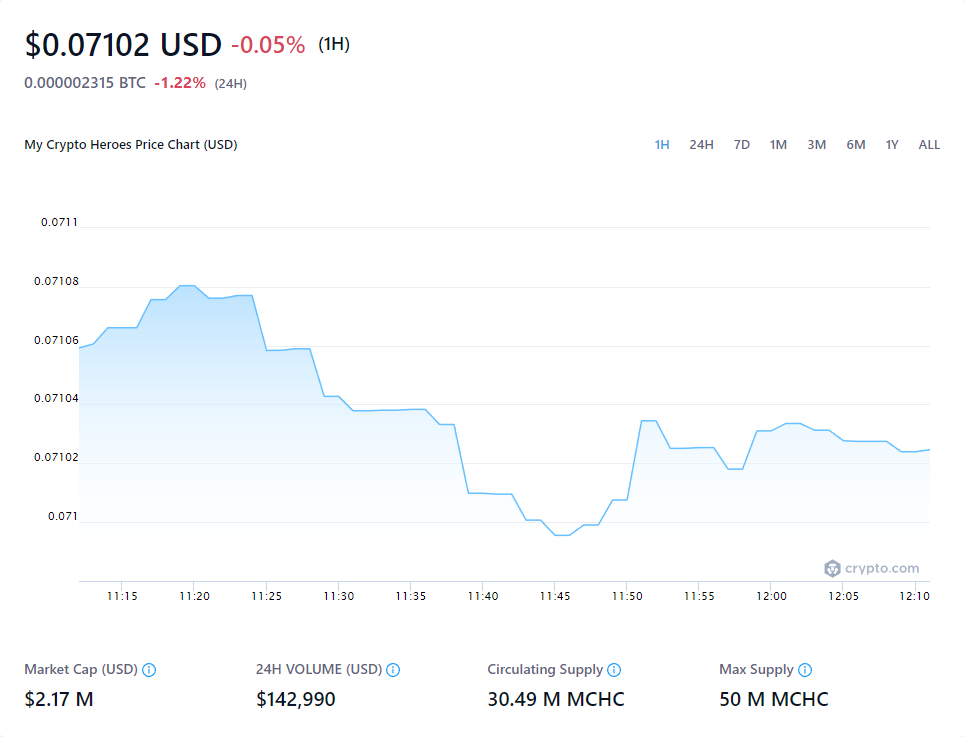 $0.07102 USD -0.05% (1H)
0.000002315 BTC -1.22% (24H)
My Crypto Heroes Price Chart (USD)
1H 24H 7D 1M 3M 6M 1Y ALL
0.0711
0.07108
0.07106
0.07104
0.07102
0.071
crypto.com
11:15 11:20 11:25 11:30 11:35 11:40 11:45 11:50 11:55 12:00 12:05 12:10
Market Cap (USD) 24H VOLUME (USD) Circulating Supply Max Supply
$2.17 M $142,990 30.49 M MCHC 50 M MCHC